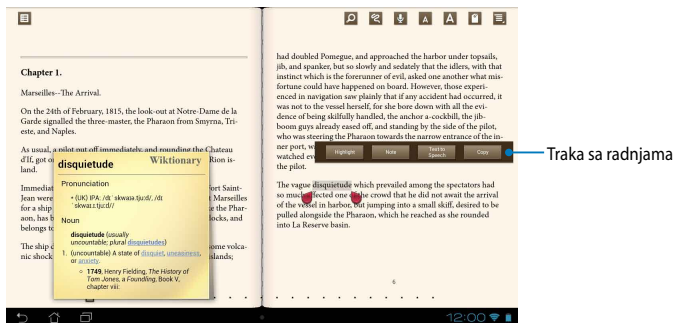 Chapter 1.
Marseilles--The Arrival.
On the 24th of February, 1815, the look-out at Notre-Dame de la
Garde signalled the three-master, the Pharaon from Smyrna, Tri-
este, and Naples.
As usual, a pilot put off immediately, and rounding the Chateau
d'If, got Rion is-
land.
Saint-
Jean were Marseilles
for a ship the Phar-
aon, has and
belongs to
The ship volca-
nic shock
disquietude Wiktionary
Pronunciation
• (UK) IPA: /dɪˈskwaɪə.tjuːd/, /dɪ
ˈskwaɪɪ.tjuːd//
Noun
disquietude (usually
uncountable; plural disquietudes)
1. (uncountable) A state of disquiet, uneasiness,
or anxiety.
○ 1749, Henry Fielding, The History of
Tom Jones, a Foundling, Book V,
chapter viii:
had doubled Pomegue, and approached the harbor under topsails,
jib, and spanker, but so slowly and sedately that the idlers, with that
instinct which is the forerunner of evil, asked one another what mis-
fortune could have happened on board. However, those experi-
enced in navigation saw plainly that if any accident had occurred, it
was not to the vessel herself, for she bore down with all the evi-
dence of being skilfully handled, the anchor a-cockbill, the jib-
boom guys already eased off, and standing by the side of the pilot,
who was steering the Pharaon towards the narrow entrance of the in-
ner port,
watched
the pilot.
Highlight Note Text to Speech Copy
Traka sa radnjama
The vague disquietude which prevailed among the spectators had
so much affected one of the crowd that he did not await the arrival
of the vessel in harbor, but jumping into a small skiff, desired to be
pulled alongside the Pharaon, which he reached as she rounded
into La Reserve basin.
6
12:00